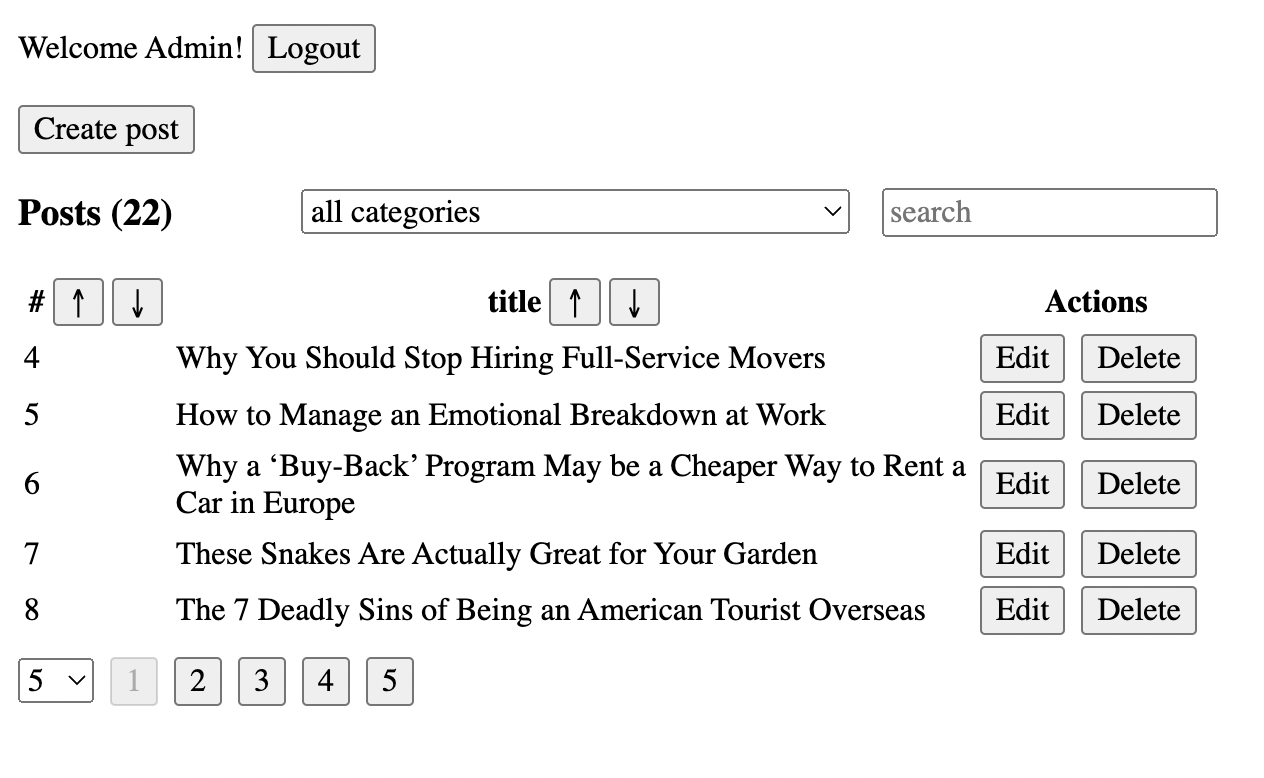 Welcome Admin! Logout
Create post
Posts (22) all categories search
# ↑ ↓ title ↑ ↓ Actions
4 Why You Should Stop Hiring Full-Service Movers Edit Delete
5 How to Manage an Emotional Breakdown at Work Edit Delete
6 Why a ‘Buy-Back’ Program May be a Cheaper Way to Rent a
Car in Europe Edit Delete
7 These Snakes Are Actually Great for Your Garden Edit Delete
8 The 7 Deadly Sins of Being an American Tourist Overseas Edit Delete
5 1 2 3 4 5